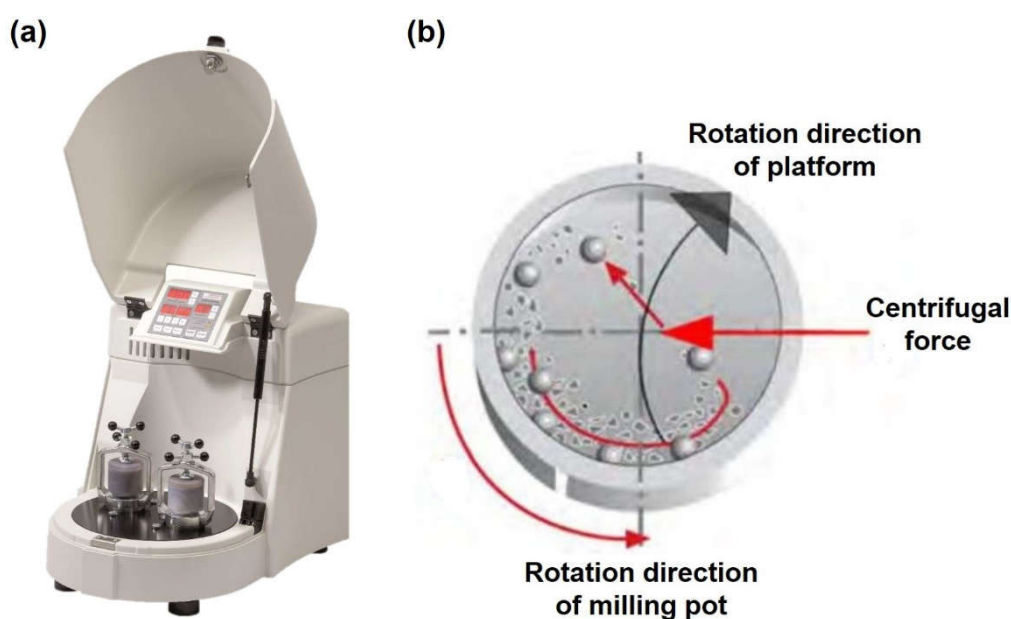 (a)
(b)
Rotation direction
of platform
Centrifugal
force
Rotation direction
of milling pot